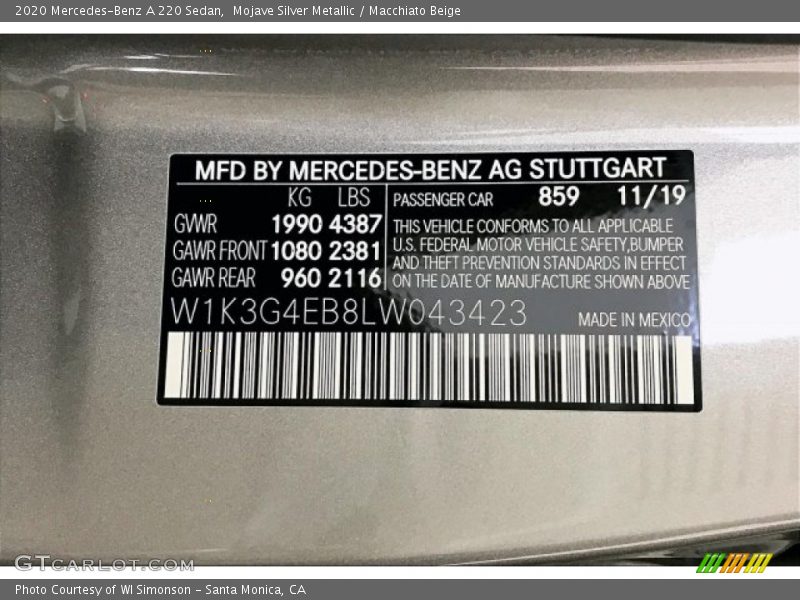 2020 Mercedes-Benz A 220 Sedan,  Mojave Silver Metallic / Macchiato Beige
MFD BY MERCEDES-BENZ AG STUTTGART
KG LBS
GWR 1990 4387
GAWR FRONT 1080 2381
GAWR REAR 960 2116
PASSENGER CAR 859 11/19
THIS VEHICLE CONFORMS TO ALL APPLICABLE
U.S. FEDERAL MOTOR VEHICLE SAFETY,BUMPER
AND THEFT PREVENTION STANDARDS IN EFFECT
ON THE DATE OF MANUFACTURE SHOWN ABOVE
W1K3G4EB8LW043423
MADE IN MEXICO
GTCARLOT.COM
Photo Courtesy of WI Simonson - Santa Monica, CA